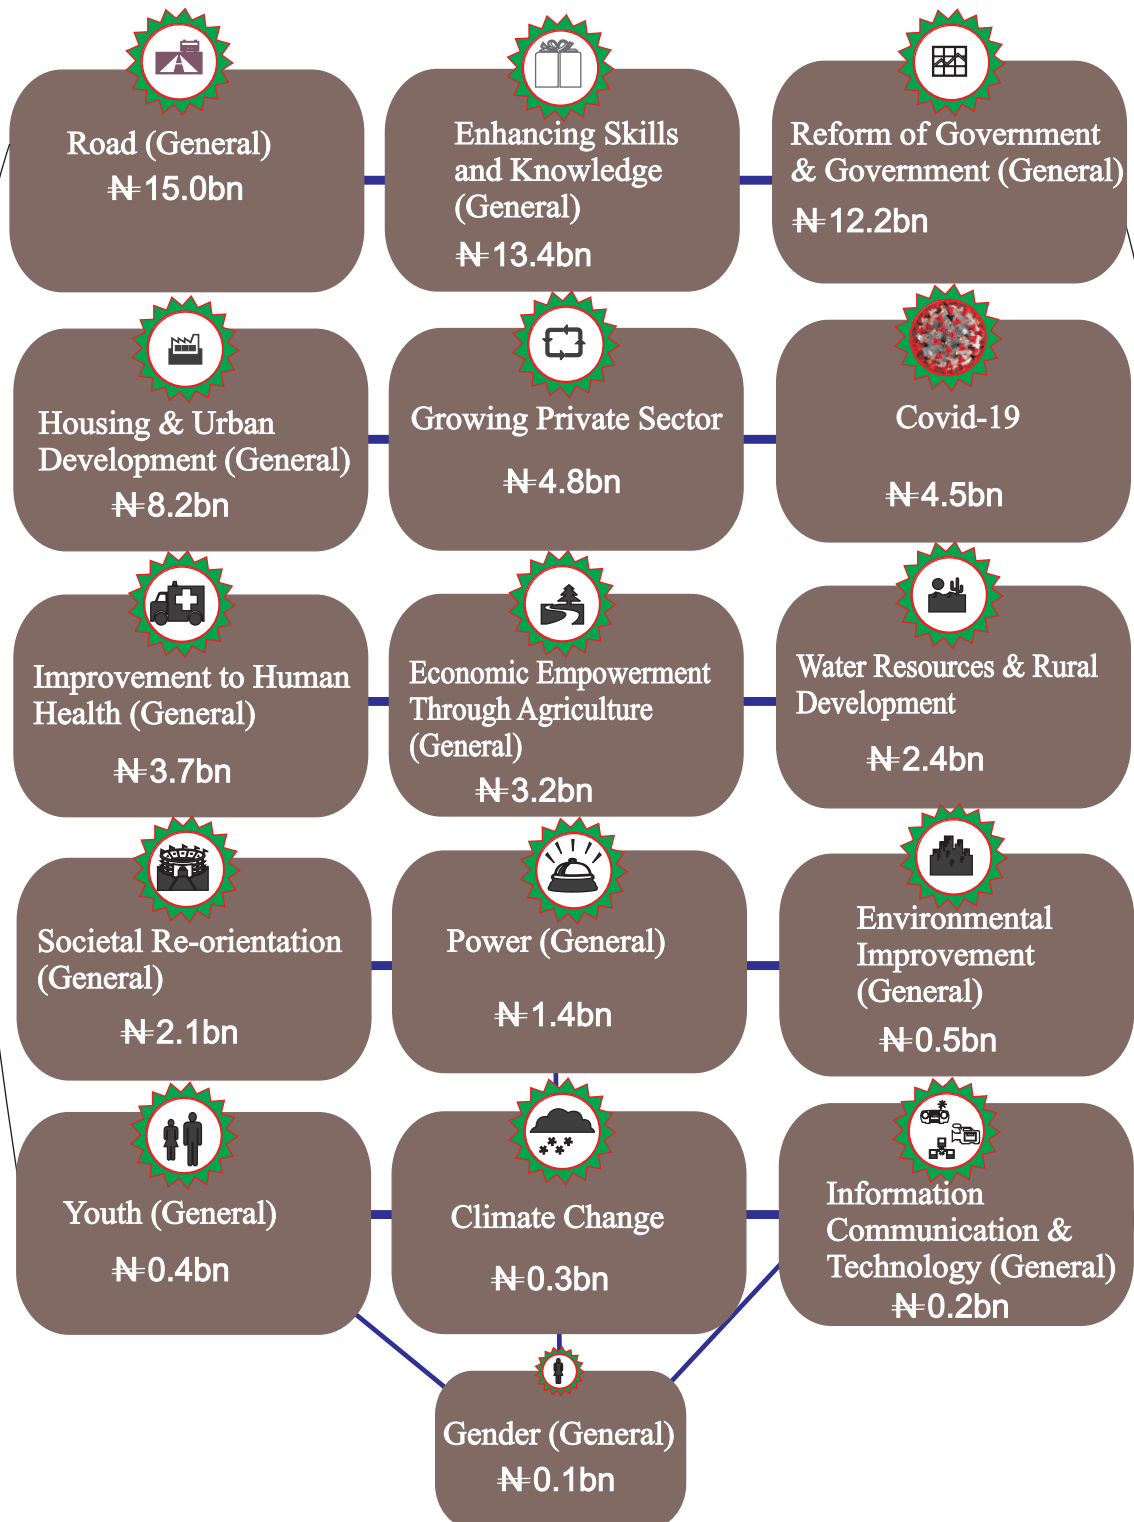 Road (General)
₦15.0bn
Enhancing Skills
and Knowledge
(General)
₦13.4bn
Reform of Government
& Government (General)
₦12.2bn
Housing & Urban
Development (General)
₦8.2bn
Growing Private Sector
₦4.8bn
Covid-19
₦4.5bn
Improvement to Human
Health (General)
₦3.7bn
Economic Empowerment
Through Agriculture
(General)
₦3.2bn
Water Resources & Rural
Development
₦2.4bn
Societal Re-orientation
(General)
₦2.1bn
Power (General)
₦1.4bn
Environmental
Improvement
(General)
₦0.5bn
Youth (General)
₦0.4bn
Climate Change
₦0.3bn
Information
Communication &
Technology (General)
₦0.2bn
Gender (General)
₦0.1bn